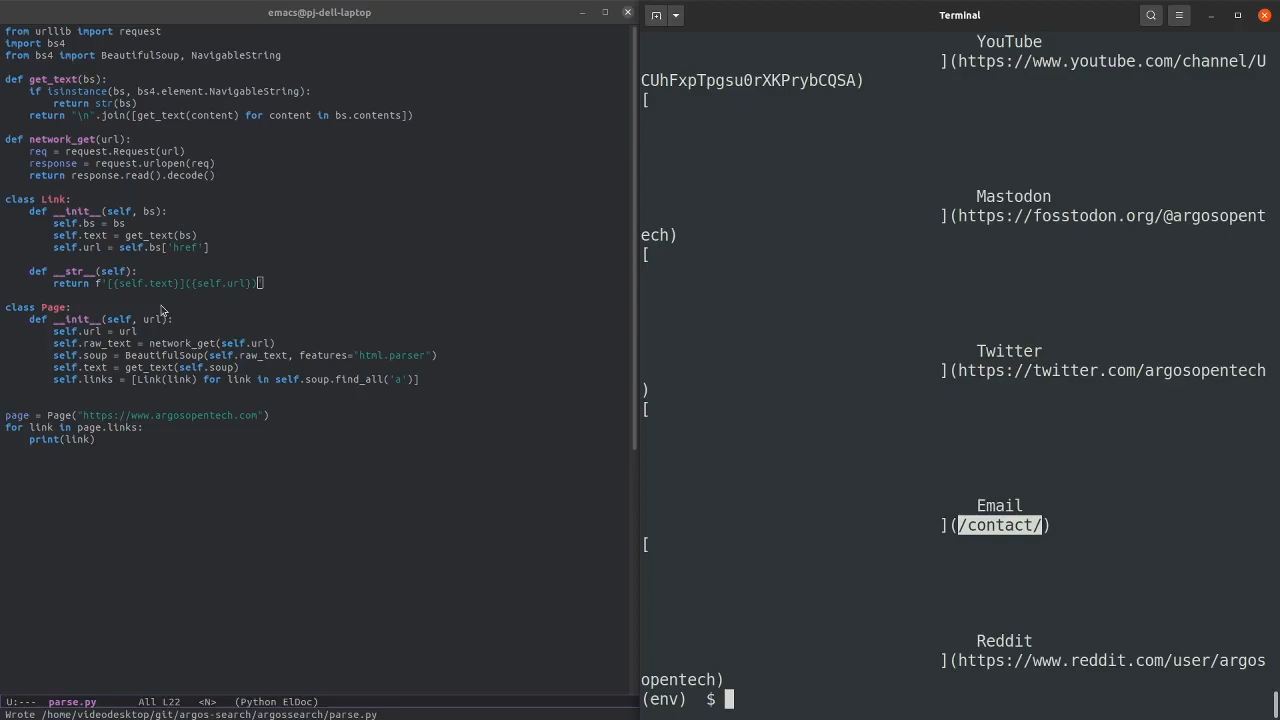 emacs@pj-dell-laptop
from urllib import request
import bs4
from bs4 import BeautifulSoup, NavigableString
def get_text(bs):
if isinstance(bs, bs4.element.NavigableString):
return str(bs)
return "\n".join([get_text(content) for content in bs.contents])
def network_get(url):
req = request.Request(url)
response = request.urlopen(req)
return response.read().decode()
class Link:
def __init__(self, bs):
self.bs = bs
self.text = get_text(bs)
self.url = self.bs['href']
def __str__(self):
return f'[{self.text}]({self.url})'
class Page:
def __init__(self, url):
self.url = url
self.raw_text = network_get(self.url)
self.soup = BeautifulSoup(self.raw_text, features="html.parser")
self.text = get_text(self.soup)
self.links = [Link(link) for link in self.soup.find_all('a')]
page = Page("https://www.argosopentech.com")
for link in page.links:
print(link)
U:--- parse.py All L22 <N> (Python ElDoc)
Wrote /home/videodesktop/git/argos-search/argossearch/parse.py
Terminal
YouTube
](https://www.youtube.com/channel/U
CUhFxpTpgsu0rXKPrybCQSA)
[
Mastodon
](https://fosstodon.org/@argosopent
ech)
[
Twitter
](https://twitter.com/argosopentech
)
[
Email
](/contact/)
[
Reddit
](https://www.reddit.com/user/argos
opentech)
(env) $